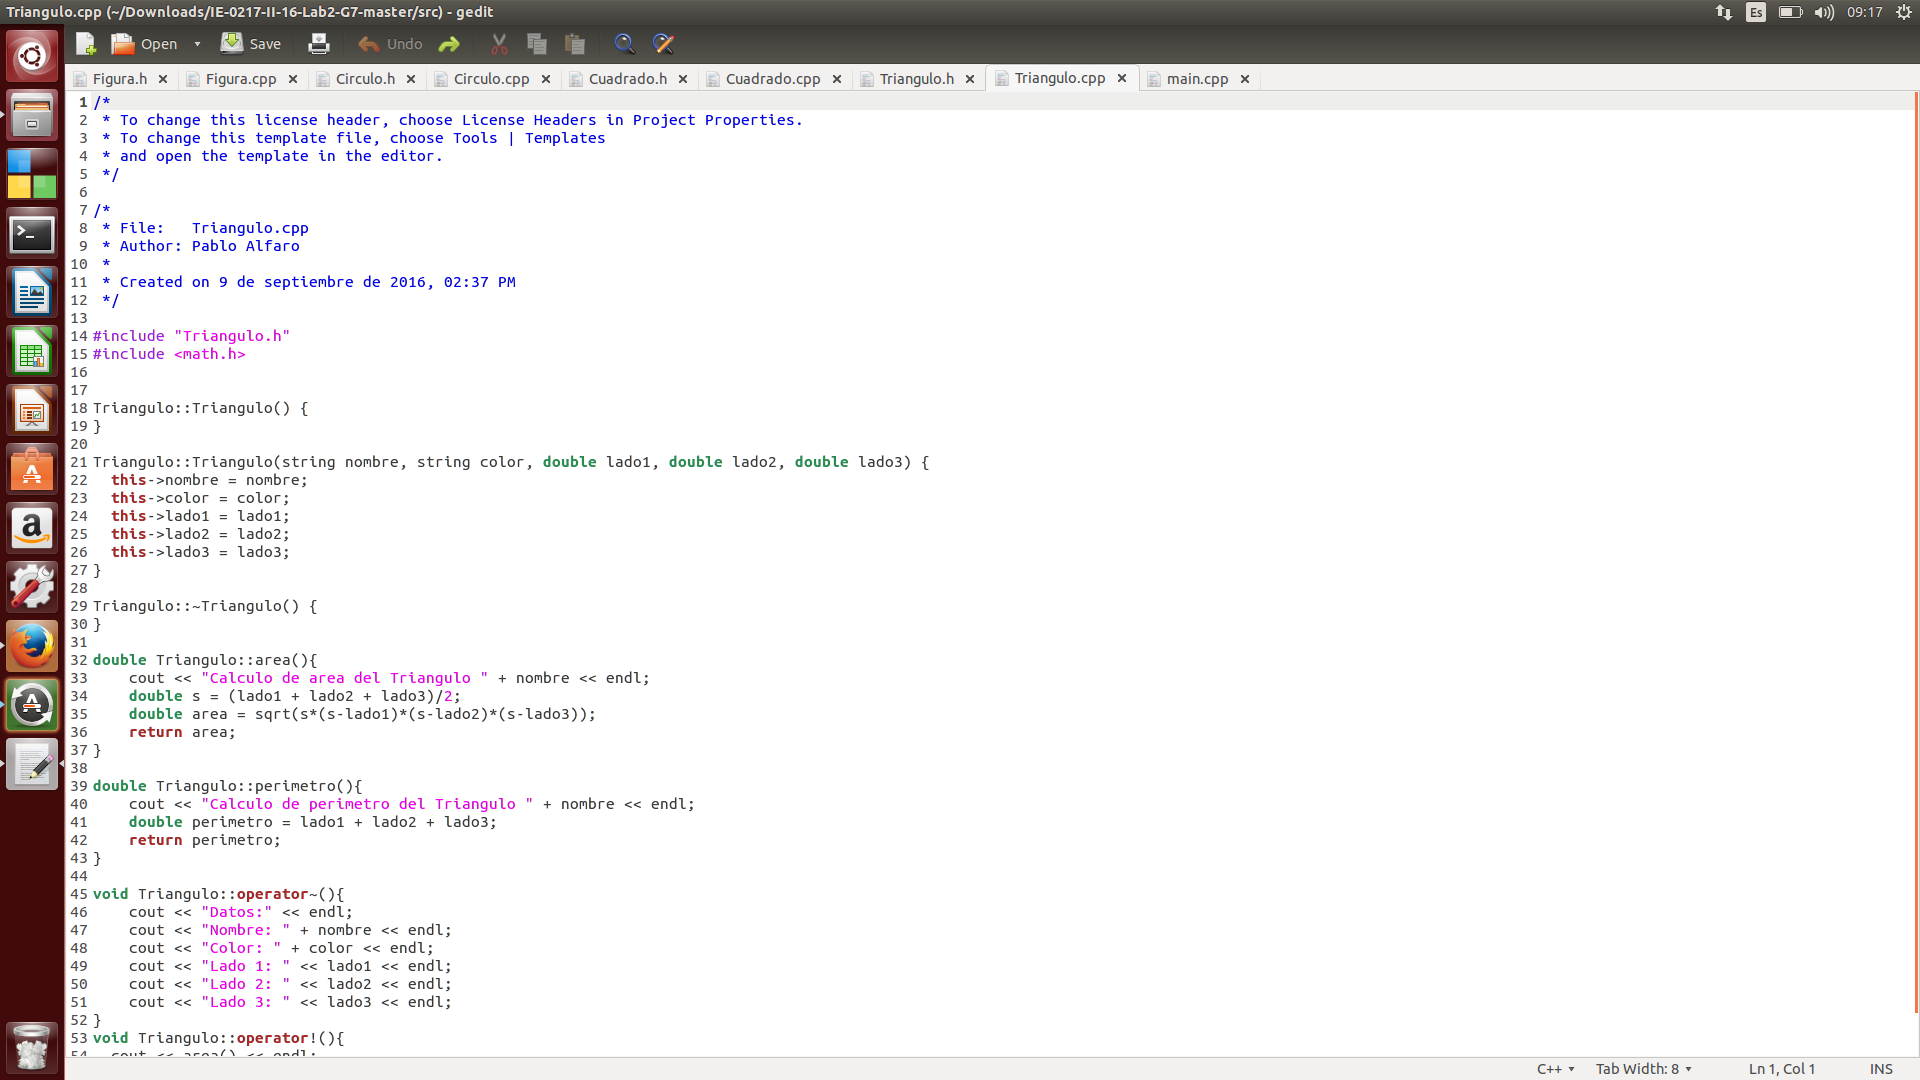 Triangulo.cpp (~/Downloads/IE-0217-II-16-Lab2-G7-master/src) - gedit
Es
09:17
Open
Save
Undo
Figura.h
Figura.cpp
Circulo.h
Circulo.cpp
Cuadrado.h
Cuadrado.cpp
Triangulo.h
Triangulo.cpp
main.cpp
1 /*
2  * To change this license header, choose License Headers in Project Properties.
3  * To change this template file, choose Tools | Templates
4  * and open the template in the editor.
5  */
6
7 /*
8  * File:   Triangulo.cpp
9  * Author: Pablo Alfaro
10  *
11  * Created on 9 de septiembre de 2016, 02:37 PM
12  */
13
14 #include "Triangulo.h"
15 #include <math.h>
16
17
18 Triangulo::Triangulo() {
19 }
20
21 Triangulo::Triangulo(string nombre, string color, double lado1, double lado2, double lado3) {
22   this->nombre = nombre;
23   this->color = color;
24   this->lado1 = lado1;
25   this->lado2 = lado2;
26   this->lado3 = lado3;
27 }
28
29 Triangulo::~Triangulo() {
30 }
31
32 double Triangulo::area(){
33     cout << "Calculo de area del Triangulo " + nombre << endl;
34     double s = (lado1 + lado2 + lado3)/2;
35     double area = sqrt(s*(s-lado1)*(s-lado2)*(s-lado3));
36     return area;
37 }
38
39 double Triangulo::perimetro(){
40     cout << "Calculo de perimetro del Triangulo " + nombre << endl;
41     double perimetro = lado1 + lado2 + lado3;
42     return perimetro;
43 }
44
45 void Triangulo::operator~(){
46     cout << "Datos:" << endl;
47     cout << "Nombre: " + nombre << endl;
48     cout << "Color: " + color << endl;
49     cout << "Lado 1: " << lado1 << endl;
50     cout << "Lado 2: " << lado2 << endl;
51     cout << "Lado 3: " << lado3 << endl;
52 }
53 void Triangulo::operator!(){
54   cout << area() << endl;
C++
Tab Width: 8
Ln 1, Col 1
INS